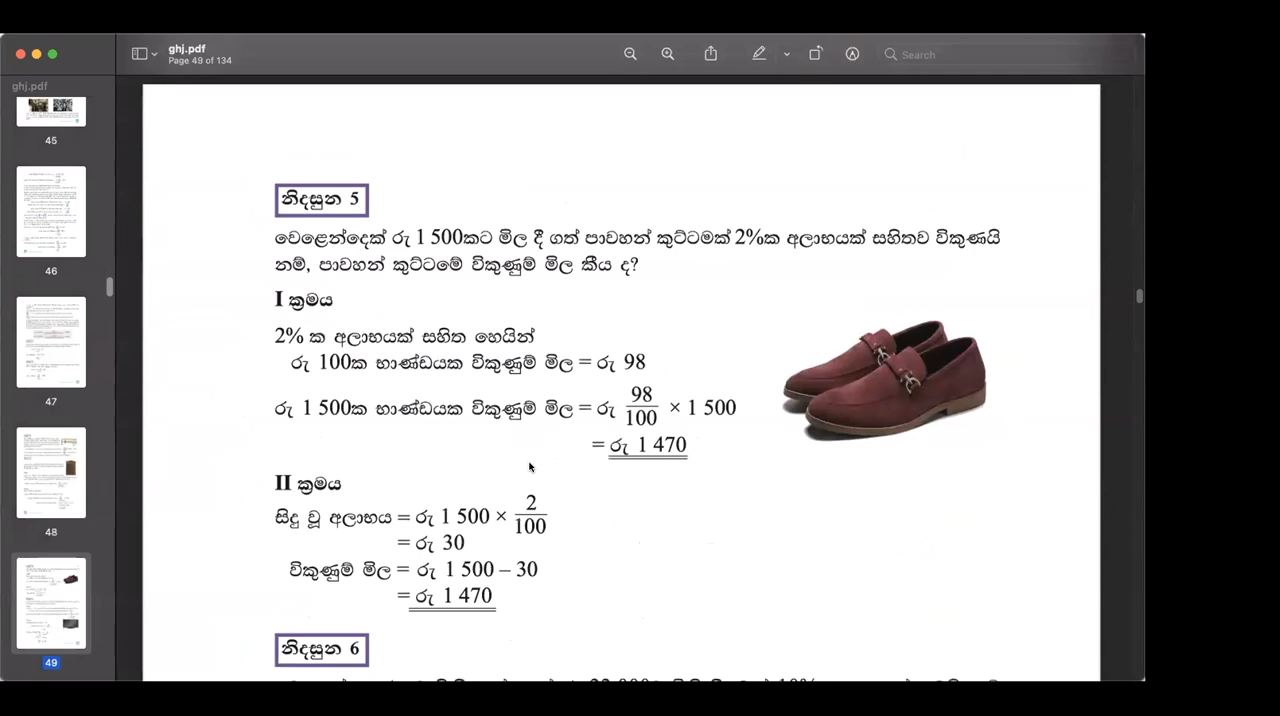 ghj.pdf
Page 49 of 134
Search
ghj.pdf
45
46
47
48
49
නිදසුන 5
වෙළෙන්දෙක් රු 1 500කට මිල දී ගත් පාවහන් කුට්ටමක් 2%ක අලාභයක් සහිතව විකුණයි
නම්, පාවහන් කුට්ටමේ විකුණුම් මිල කීය ද?
I ක්‍රමය
2% ක අලාභයක් සහිත හෙයින්
රු 100ක භාණ්ඩයක විකුණුම් මිල = රු 98
රු 1 500ක භාණ්ඩයක විකුණුම් මිල = රු 98/100 × 1 500
= රු 1 470
II ක්‍රමය
සිදු වූ අලාභය = රු 1 500 × 2/100
= රු 30
විකුණුම් මිල = රු 1 500 – 30
= රු 1 470
නිදසුන 6